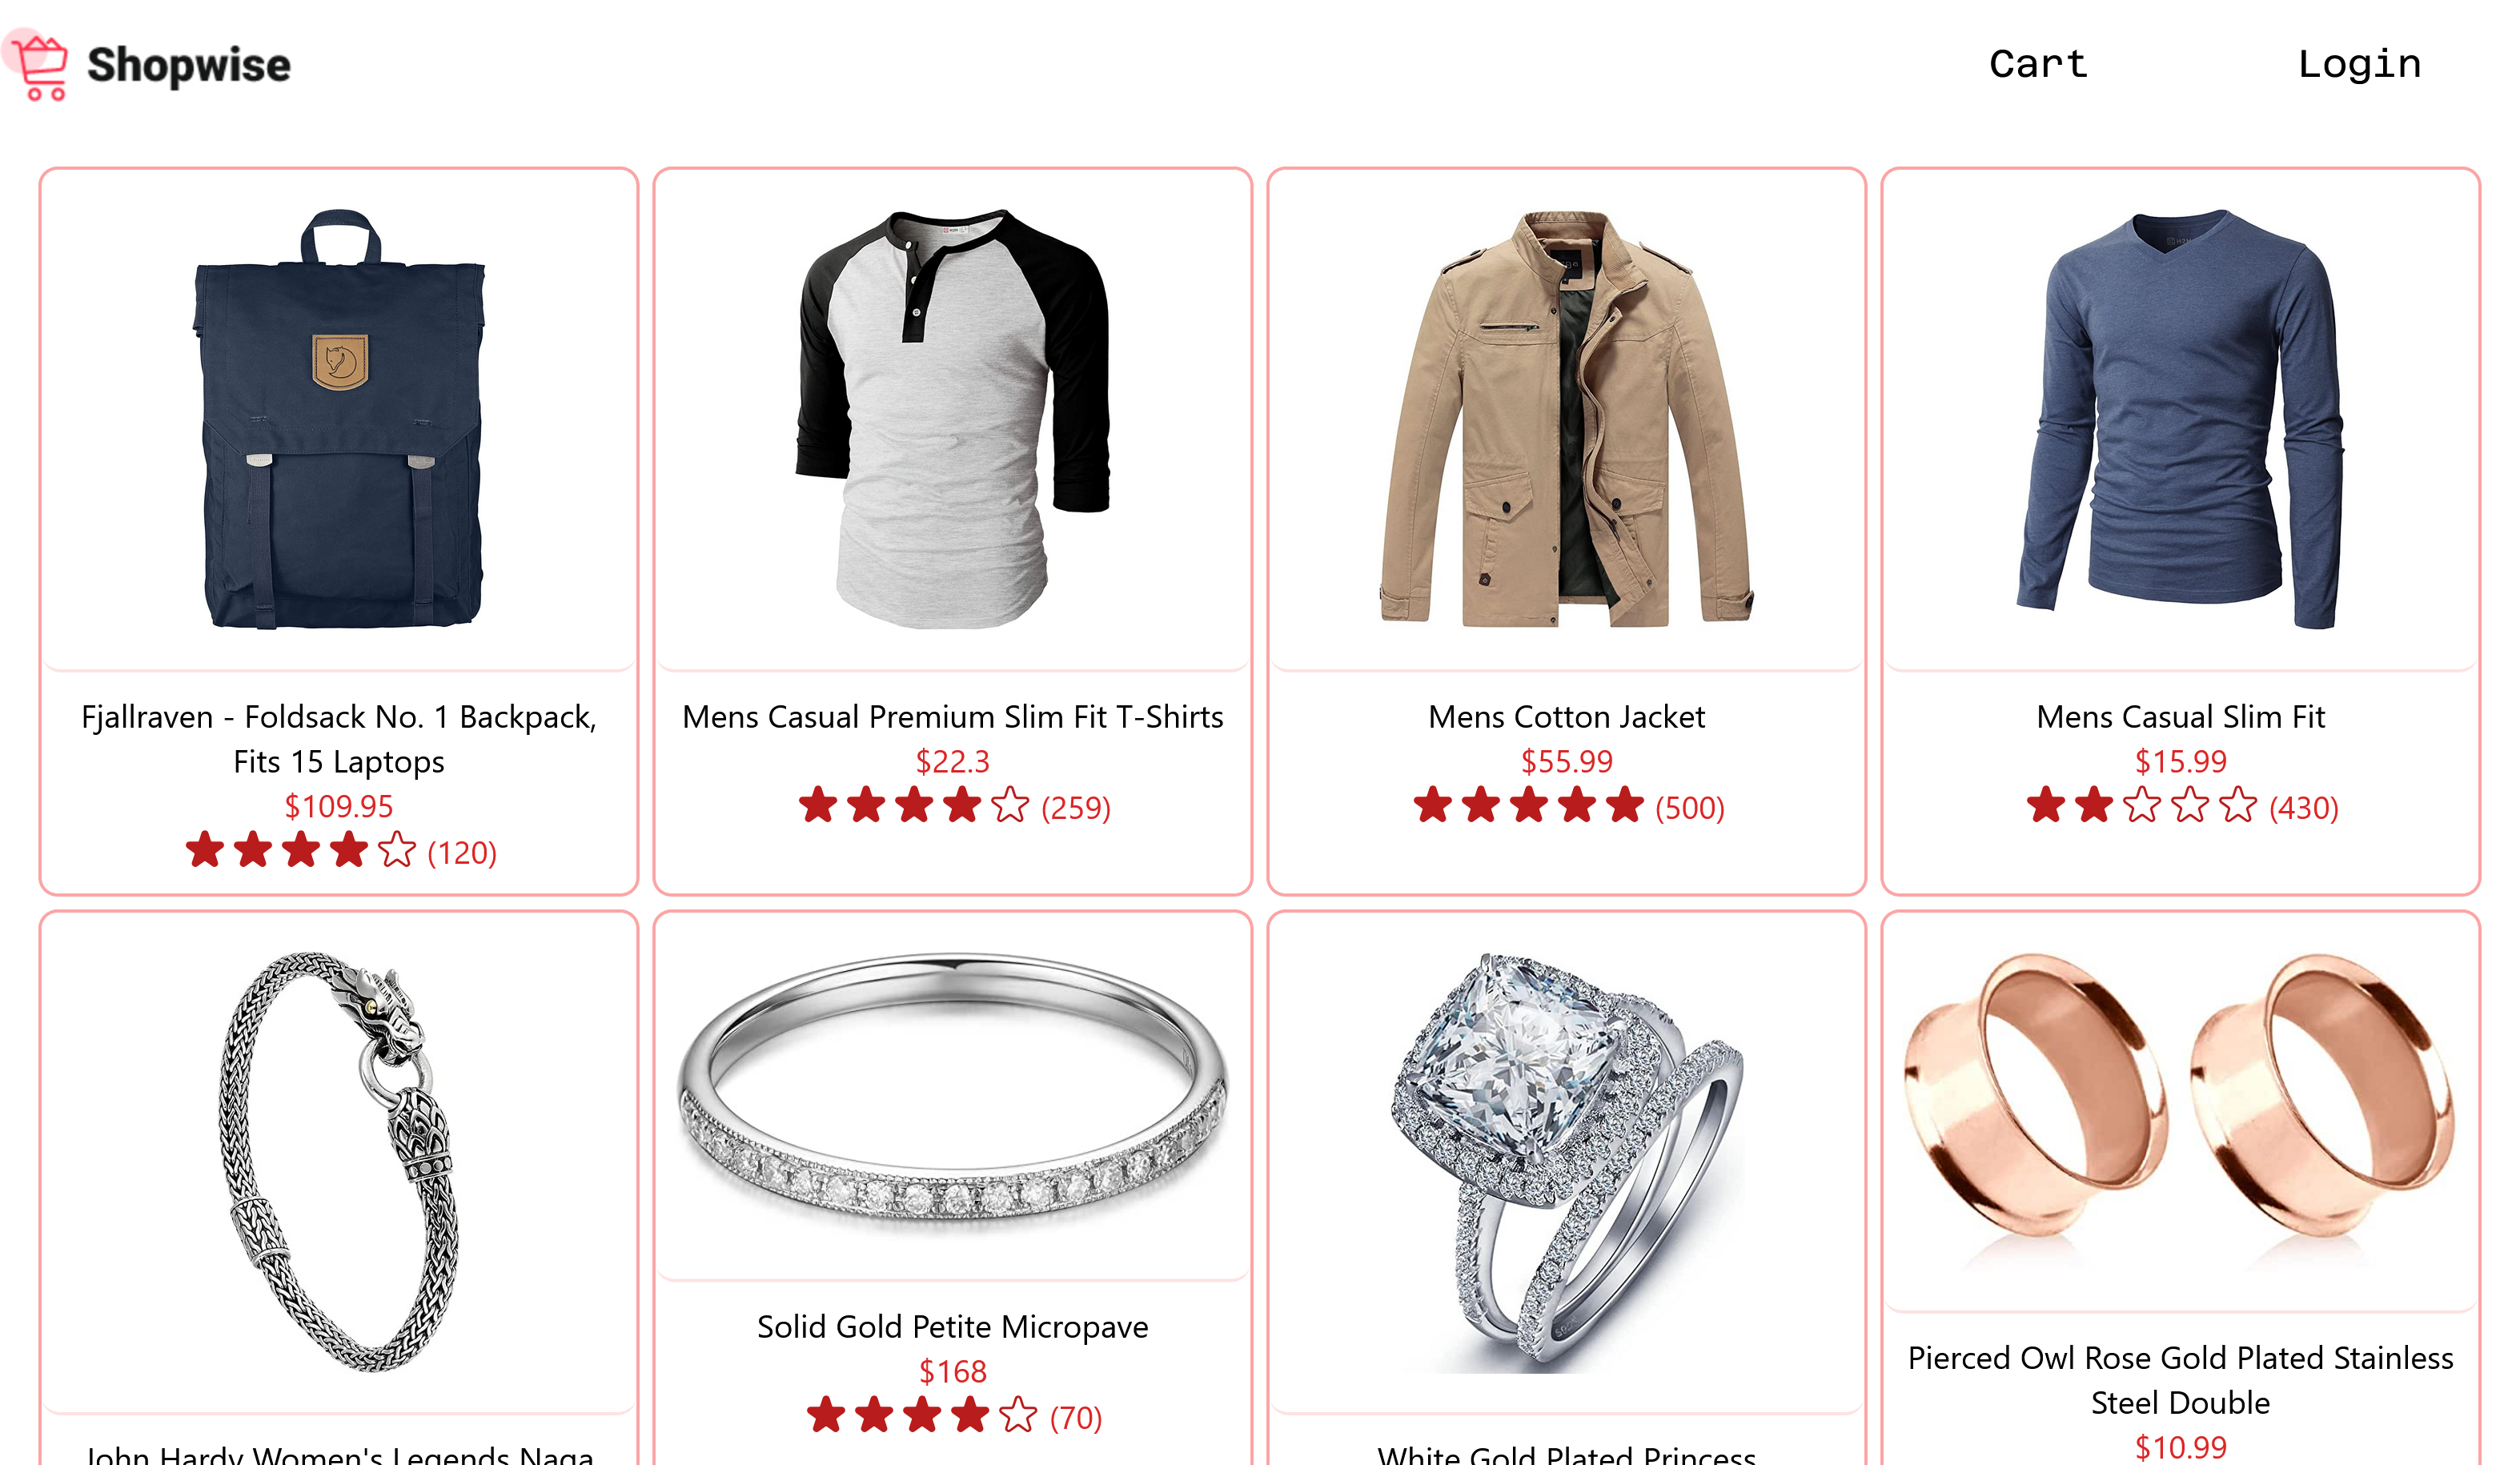 Shopwise
Cart
Login
Fjallraven - Foldsack No. 1 Backpack,
Fits 15 Laptops
$109.95
(120)
Mens Casual Premium Slim Fit T-Shirts
$22.3
(259)
Mens Cotton Jacket
$55.99
(500)
Mens Casual Slim Fit
$15.99
(430)
John Hardy Women's Legends Naga
Solid Gold Petite Micropave
$168
(70)
White Gold Plated Princess
Pierced Owl Rose Gold Plated Stainless
Steel Double
$10.99